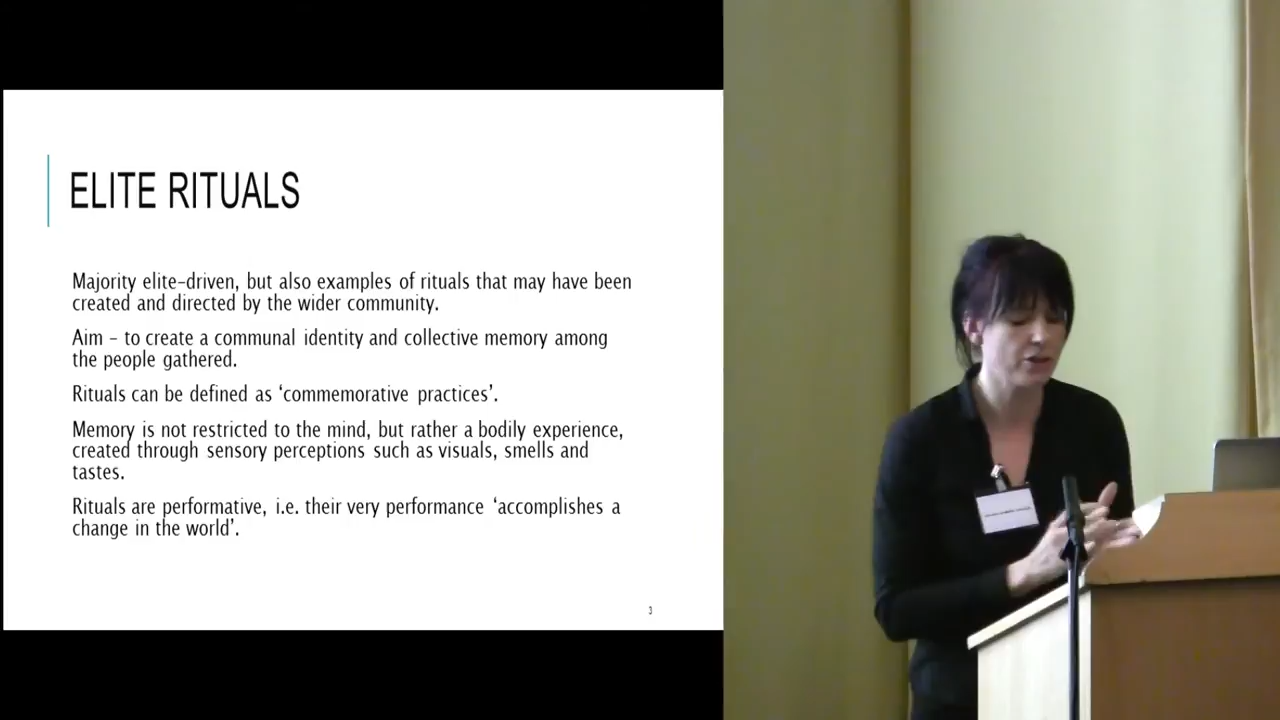 ELITE RITUALS
Majority elite-driven, but also examples of rituals that may have been
created and directed by the wider community.
Aim – to create a communal identity and collective memory among
the people gathered.
Rituals can be defined as ‘commemorative practices’.
Memory is not restricted to the mind, but rather a bodily experience,
created through sensory perceptions such as visuals, smells and
tastes.
Rituals are performative, i.e. their very performance ‘accomplishes a
change in the world’.
3